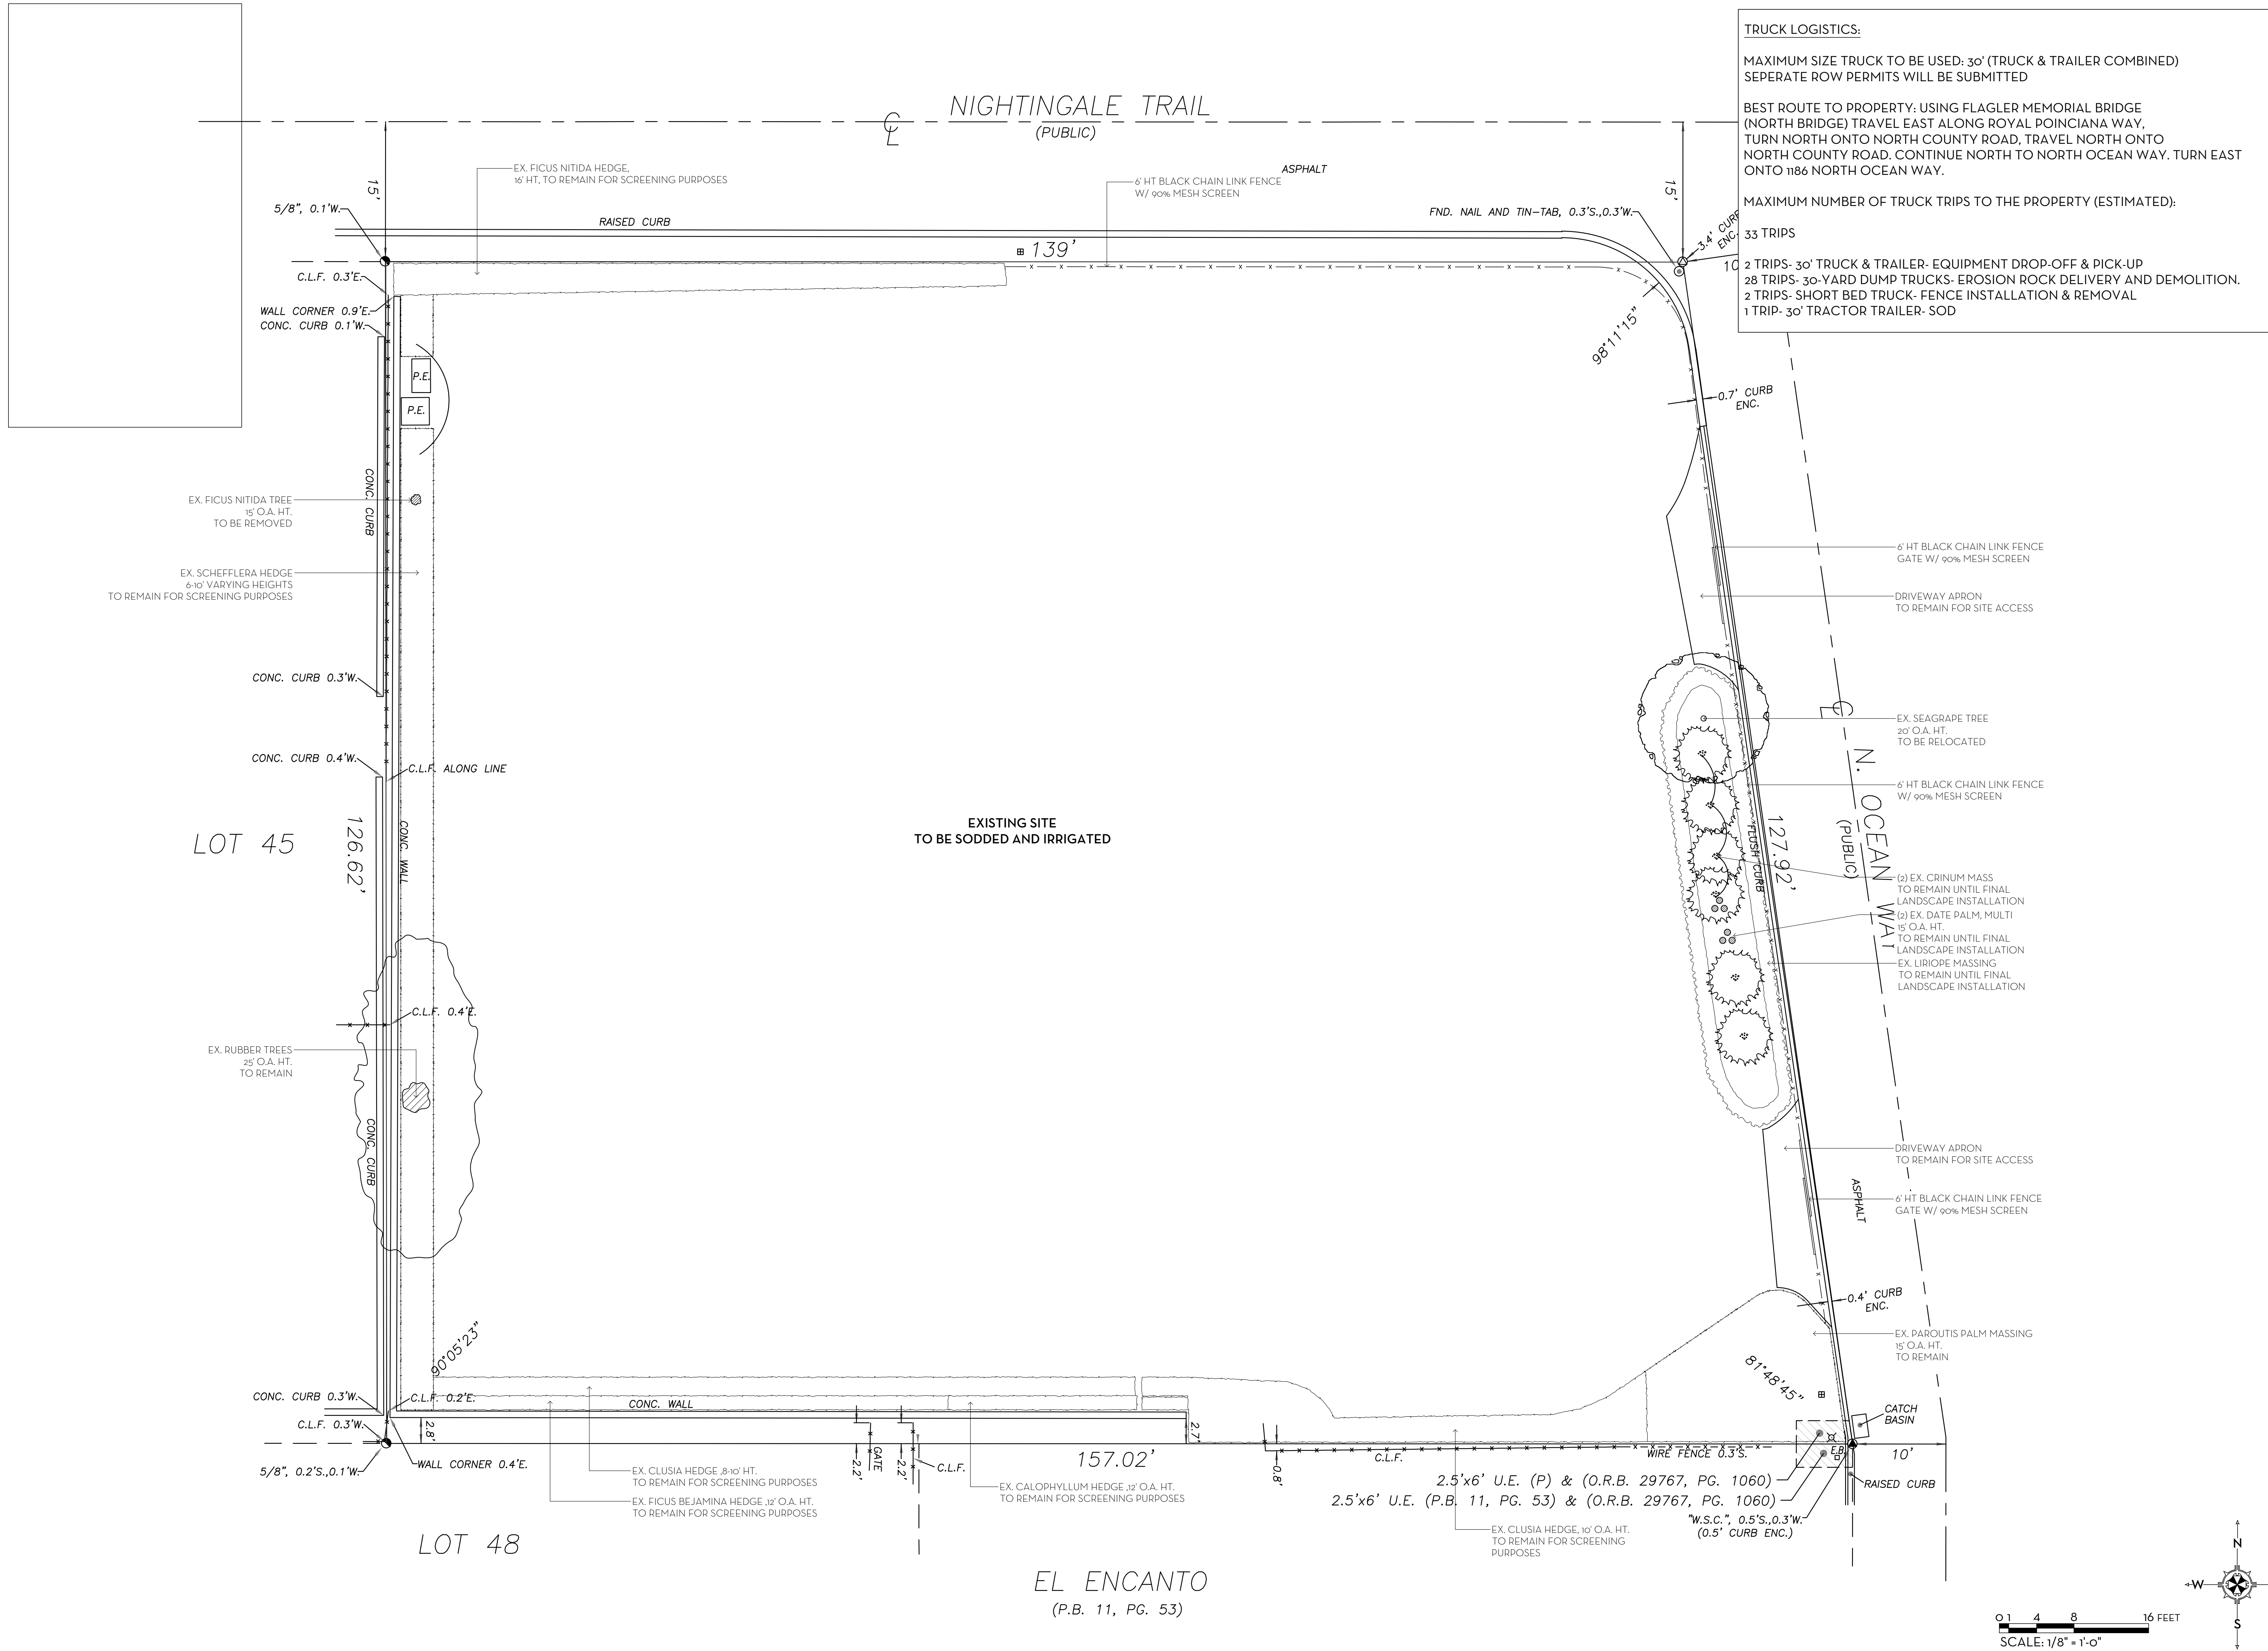 TRUCK LOGISTICS:
MAXIMUM SIZE TRUCK TO BE USED: 30' (TRUCK & TRAILER COMBINED)
SEPERATE ROW PERMITS WILL BE SUBMITTED
BEST ROUTE TO PROPERTY: USING FLAGLER MEMORIAL BRIDGE
(NORTH BRIDGE) TRAVEL EAST ALONG ROYAL POINCIANA WAY,
TURN NORTH ONTO NORTH COUNTY ROAD, TRAVEL NORTH ONTO
NORTH COUNTY ROAD. CONTINUE NORTH TO NORTH OCEAN WAY. TURN EAST
ONTO 1186 NORTH OCEAN WAY.
MAXIMUM NUMBER OF TRUCK TRIPS TO THE PROPERTY (ESTIMATED):
33 TRIPS
2 TRIPS- 30' TRUCK & TRAILER- EQUIPMENT DROP-OFF & PICK-UP
28 TRIPS- 30-YARD DUMP TRUCKS- EROSION ROCK DELIVERY AND DEMOLITION.
2 TRIPS- SHORT BED TRUCK- FENCE INSTALLATION & REMOVAL
1 TRIP- 30' TRACTOR TRAILER- SOD
NIGHTINGALE TRAIL
(PUBLIC)
℄
15'
15'
EX. FICUS NITIDA HEDGE,
16' HT, TO REMAIN FOR SCREENING PURPOSES
ASPHALT
6' HT BLACK CHAIN LINK FENCE
W/ 90% MESH SCREEN
5/8", 0.1'W.
RAISED CURB
FND. NAIL AND TIN-TAB, 0.3'S.,0.3'W.
139'
3.4' CURB
ENC.
10
C.L.F. 0.3'E.
WALL CORNER 0.9'E.
CONC. CURB 0.1'W.
98°11'15"
P.E.
P.E.
0.7' CURB
ENC.
CONC. CURB
EX. FICUS NITIDA TREE
15' O.A. HT.
TO BE REMOVED
6' HT BLACK CHAIN LINK FENCE
GATE W/ 90% MESH SCREEN
EX. SCHEFFLERA HEDGE
6-10' VARYING HEIGHTS
TO REMAIN FOR SCREENING PURPOSES
DRIVEWAY APRON
TO REMAIN FOR SITE ACCESS
CONC. CURB 0.3'W.
EX. SEAGRAPE TREE
20' O.A. HT.
TO BE RELOCATED
℄
N. OCEAN WAY
(PUBLIC)
CONC. CURB 0.4'W.
C.L.F. ALONG LINE
6' HT BLACK CHAIN LINK FENCE
W/ 90% MESH SCREEN
LOT 45
126.62'
CONC. WALL
EXISTING SITE
TO BE SODDED AND IRRIGATED
FLUSH CURB
127.92'
(2) EX. CRINUM MASS
TO REMAIN UNTIL FINAL
LANDSCAPE INSTALLATION
(2) EX. DATE PALM, MULTI
15' O.A. HT.
TO REMAIN UNTIL FINAL
LANDSCAPE INSTALLATION
EX. LIRIOPE MASSING
TO REMAIN UNTIL FINAL
LANDSCAPE INSTALLATION
C.L.F. 0.4'E.
EX. RUBBER TREES
25' O.A. HT.
TO REMAIN
CONC. CURB
DRIVEWAY APRON
TO REMAIN FOR SITE ACCESS
ASPHALT
6' HT BLACK CHAIN LINK FENCE
GATE W/ 90% MESH SCREEN
0.4' CURB
ENC.
EX. PAROUTIS PALM MASSING
15' O.A. HT.
TO REMAIN
90°05'23"
81°48'45"
CONC. CURB 0.3'W.
C.L.F. 0.2'E.
CONC. WALL
C.L.F. 0.3'W.
2.8'
2.7'
CATCH
BASIN
5/8", 0.2'S.,0.1'W.
WALL CORNER 0.4'E.
2.2'
GATE
2.2'
C.L.F.
157.02'
0.8'
C.L.F.
WIRE FENCE 0.3'S.
E.B.
10'
EX. CLUSIA HEDGE ,8-10' HT.
TO REMAIN FOR SCREENING PURPOSES
EX. FICUS BEJAMINA HEDGE ,12' O.A. HT.
TO REMAIN FOR SCREENING PURPOSES
EX. CALOPHYLLUM HEDGE ,12' O.A. HT.
TO REMAIN FOR SCREENING PURPOSES
2.5'x6' U.E. (P) & (O.R.B. 29767, PG. 1060)
2.5'x6' U.E. (P.B. 11, PG. 53) & (O.R.B. 29767, PG. 1060)
RAISED CURB
"W.S.C.", 0.5'S.,0.3'W.
(0.5' CURB ENC.)
EX. CLUSIA HEDGE, 10' O.A. HT.
TO REMAIN FOR SCREENING
PURPOSES
LOT 48
EL ENCANTO
(P.B. 11, PG. 53)
N
W
S
0 1 4 8 16 FEET
SCALE: 1/8" = 1'-0"